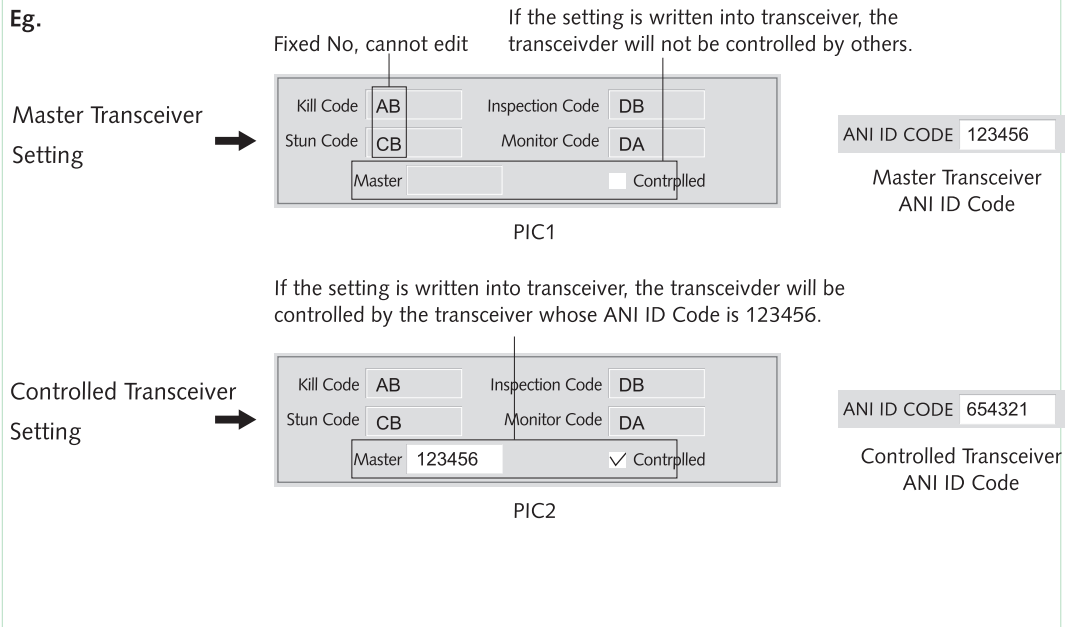 Eg.
If the setting is written into transceiver, the
Fixed No, cannot edit
transceivder will not be controlled by others.
Master Transceiver
Setting
Kill Code AB
Inspection Code DB
Stun Code CB
Monitor Code DA
Master
Contrplled
PIC1
ANI ID CODE 123456
Master Transceiver
ANI ID Code
If the setting is written into transceiver, the transceivder will be
controlled by the transceiver whose ANI ID Code is 123456.
Controlled Transceiver
Setting
Kill Code AB
Inspection Code DB
Stun Code CB
Monitor Code DA
Master 123456
Contrplled
PIC2
ANI ID CODE 654321
Controlled Transceiver
ANI ID Code